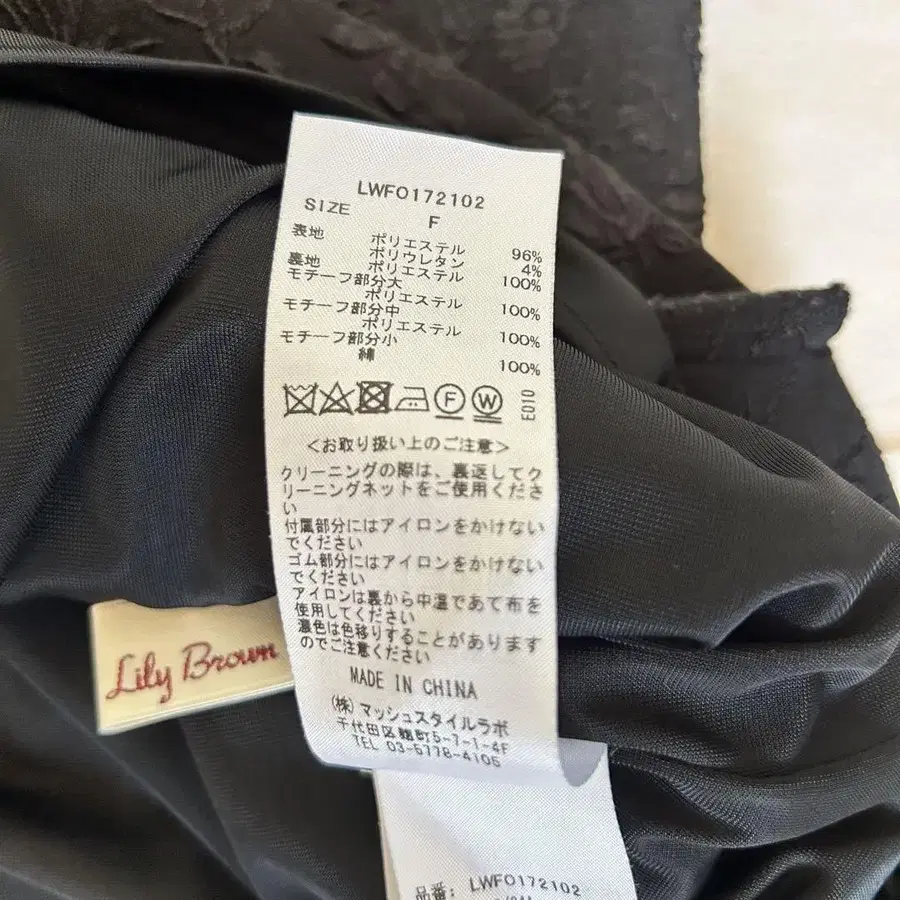 LWFO172102
SIZE
F
表地 ポリエステル 96%
ポリウレタン 4%
裏地 ポリエステル 100%
モチーフ部分大
ポリエステル 100%
モチーフ部分中
ポリエステル 100%
モチーフ部分小
綿 100%
F W E010
<お取り扱い上のご注意>
クリーニングの際は、裏返してク
リーニングネットをご使用くださ
い
付属部分にはアイロンをかけない
でください
ゴム部分にはアイロンをかけない
でください
アイロンは裏から中温であて布を
使用してください
濃色は色移りすることがあります
のでご注意ください
MADE IN CHINA
(株)マッシュスタイルラボ
千代田区麹町5-7-1-4F
TEL 03-6778-4105
Lily Brown
品番: LWFO172102